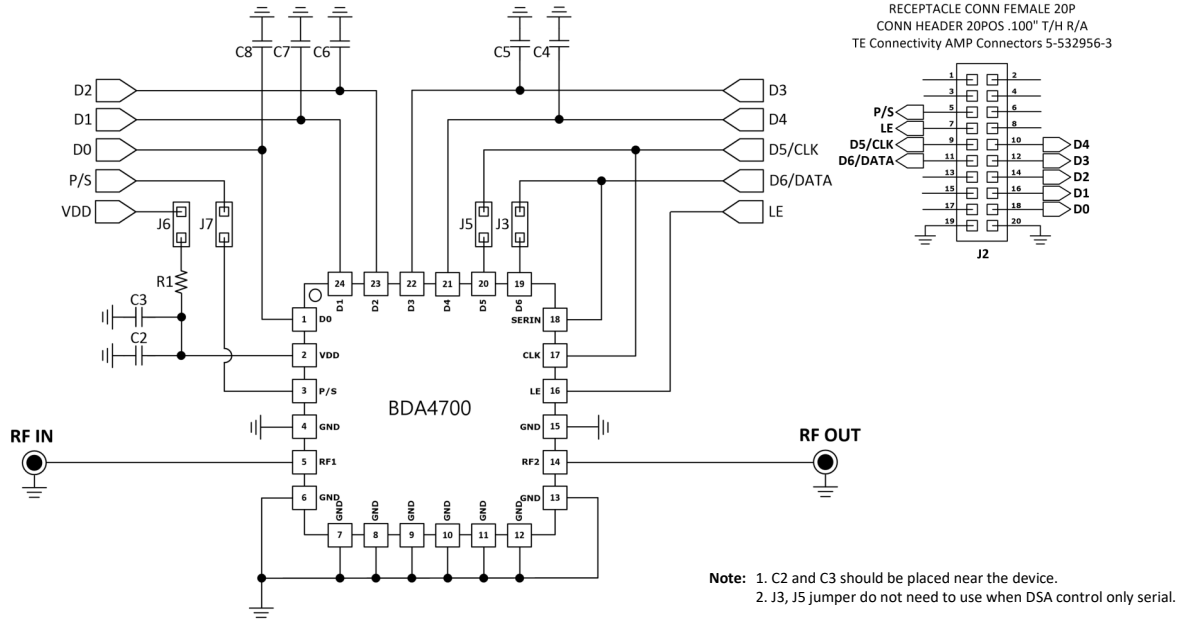 RECEPTACLE CONN FEMALE 20P
CONN HEADER 20POS .100" T/H R/A
TE Connectivity AMP Connectors 5-532956-3
C8
C7
C6
C5
C4
D2
D1
D0
P/S
VDD
D3
D4
D5/CLK
D6/DATA
LE
J6
J7
J5
J3
R1
C3
C2
24
23
22
21
20
19
D1
D2
D3
D4
D5
D6
1 D0
2 VDD
3 P/S
4 GND
5 RF1
6 GND
SERIN 18
CLK 17
LE 16
GND 15
RF2 14
GND 13
BDA4700
GND
GND
GND
GND
GND
GND
7
8
9
10
11
12
RF IN
RF OUT
1 2
3 4
P/S 5 6
LE 7 8
D5/CLK 9 10 D4
D6/DATA 11 12 D3
13 14 D2
15 16 D1
17 18 D0
19 20
J2
Note: 1. C2 and C3 should be placed near the device.
2. J3, J5 jumper do not need to use when DSA control only serial.